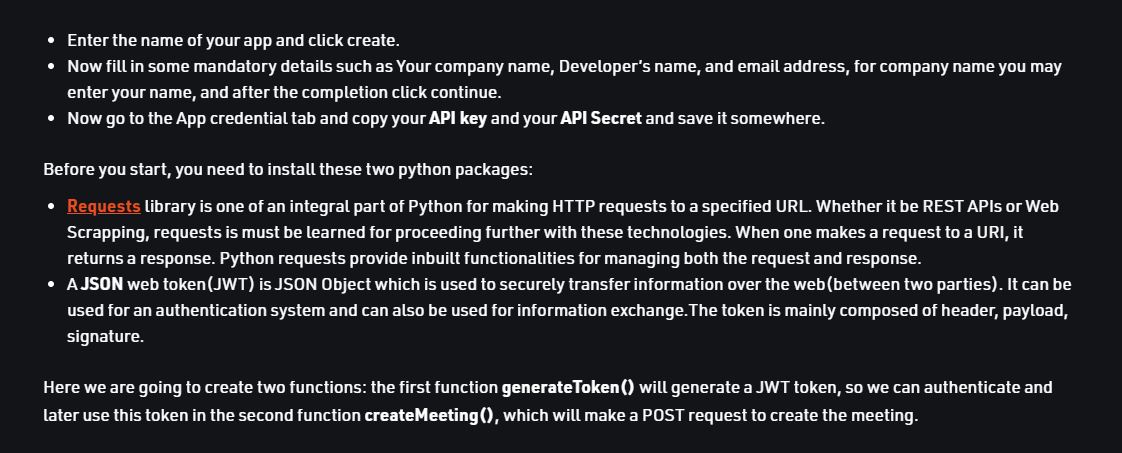 • Enter the name of your app and click create.
• Now fill in some mandatory details such as Your company name, Developer's name, and email address, for company name you may
enter your name, and after the completion click continue.
• Now go to the App credential tab and copy your API key and your API Secret and save it somewhere.
Before you start, you need to install these two python packages:
• Requests library is one of an integral part of Python for making HTTP requests to a specified URL. Whether it be REST APIs or Web
Scrapping, requests is must be learned for proceeding further with these technologies. When one makes a request to a URI, it
returns a response. Python requests provide inbuilt functionalities for managing both the request and response.
• A JSON web token(JWT) is JSON Object which is used to securely transfer information over the web(between two parties). It can be
used for an authentication system and can also be used for information exchange.The token is mainly composed of header, payload,
signature.
Here we are going to create two functions: the first function generateToken() will generate a JWT token, so we can authenticate and
later use this token in the second function createMeeting(), which will make a POST request to create the meeting.